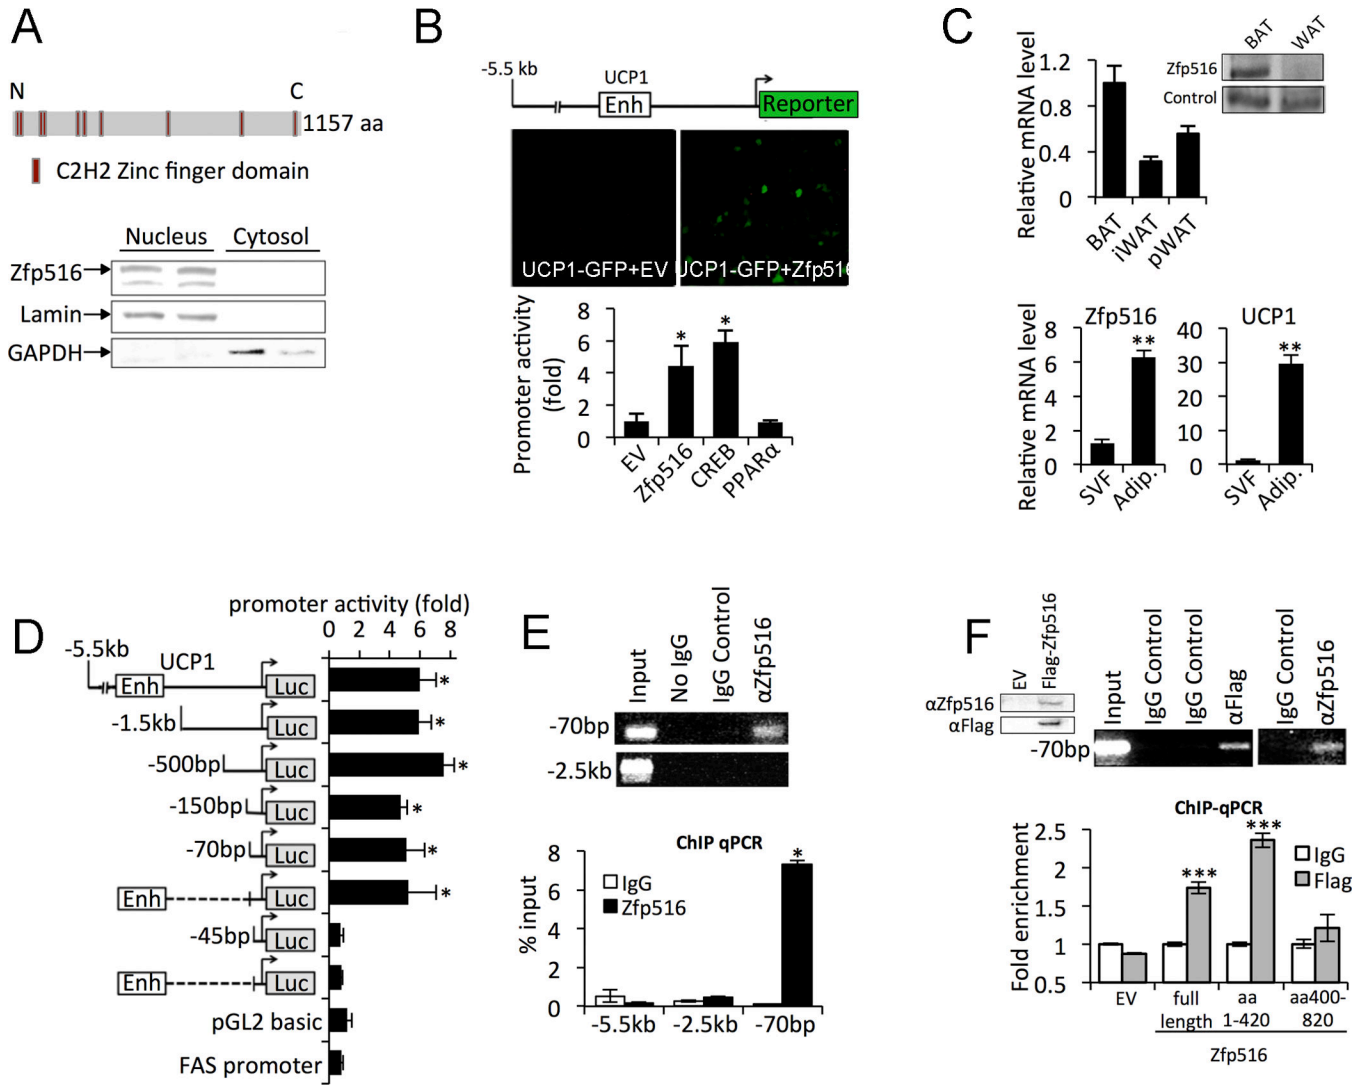 A
N C
1157 aa
C2H2 Zinc finger domain
Nucleus Cytosol
Zfp516
Lamin
GAPDH
B
-5.5 kb
UCP1
Enh
Reporter
UCP1-GFP+EV
UCP1-GFP+Zfp516
Promoter activity
(fold)
8
6
4
2
0
* *
EV
Zfp516
CREB
PPARα
C
Relative mRNA level
1.2
0.8
0.4
0
BAT
iWAT
pWAT
BAT
WAT
Zfp516
Control
Relative mRNA level
Zfp516
8
6
4
2
0
**
SVF
Adip.
UCP1
40
30
20
10
0
**
SVF
Adip.
D
promoter activity (fold)
0 2 4 6 8
-5.5kb
UCP1
Enh Luc *
-1.5kb Luc *
-500bp Luc *
-150bp Luc *
-70bp Luc *
Enh Luc *
-45bp Luc
Enh Luc
pGL2 basic
FAS promoter
E
Input
No IgG
IgG Control
αZfp516
-70bp
-2.5kb
ChIP qPCR
% input
8
6
4
2
0
IgG
Zfp516
*
-5.5kb -2.5kb -70bp
F
EV
Flag-Zfp516
αZfp516
αFlag
Input
IgG Control
IgG Control
αFlag
IgG Control
αZfp516
-70bp
ChIP-qPCR
Fold enrichment
2.5
2
1.5
1
0.5
*** ***
IgG
Flag
EV
full
length
aa
1-420
aa400-
820
Zfp516